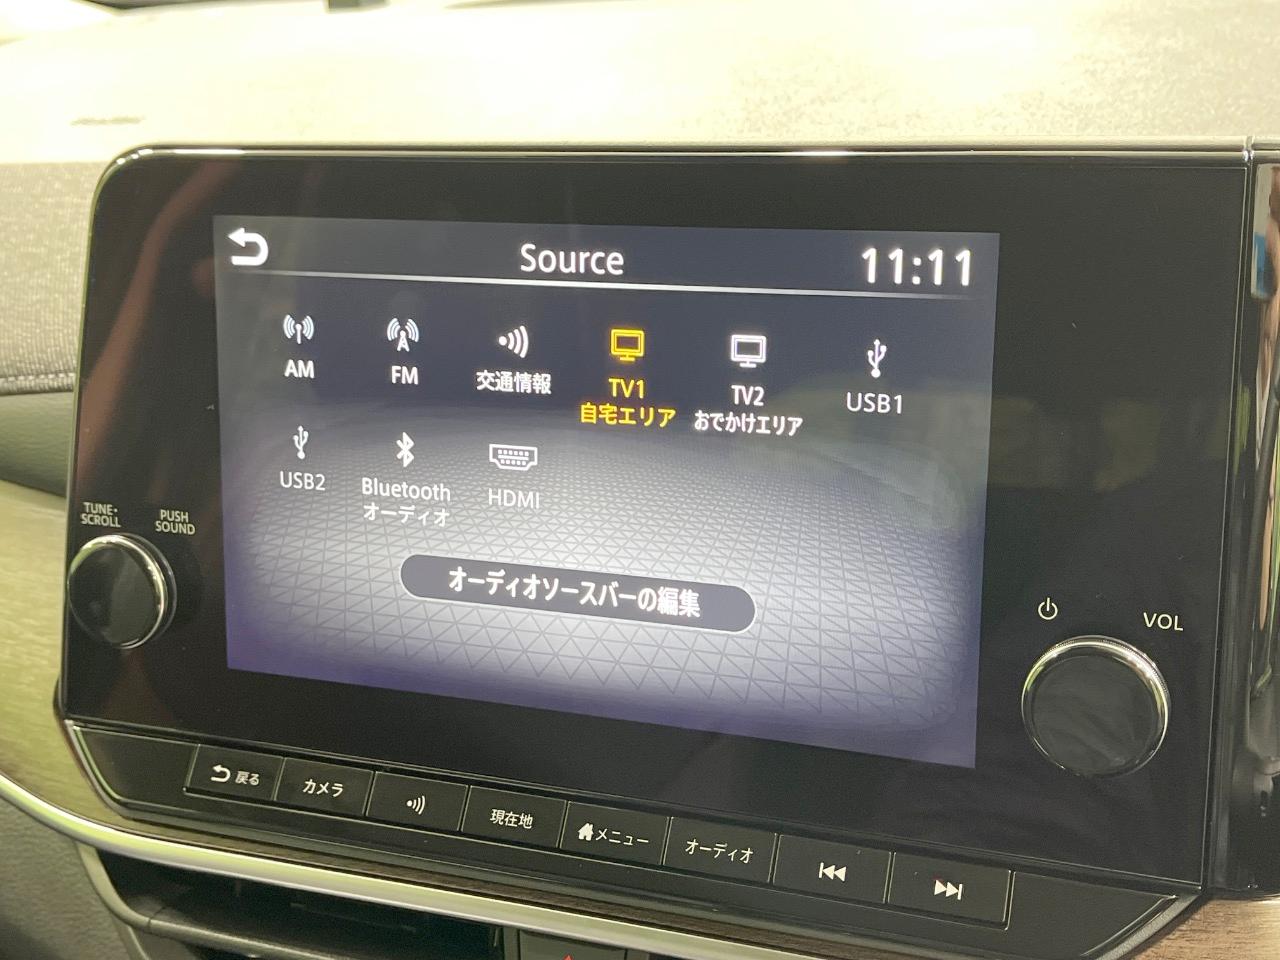 Source
11:11
AM
FM
交通情報
TV1
自宅エリア
TV2
おでかけエリア
USB1
USB2
Bluetooth
オーディオ
HDMI
オーディオソースバーの編集
TUNE・
SCROLL
PUSH
SOUND
VOL
戻る
カメラ
現在地
メニュー
オーディオ